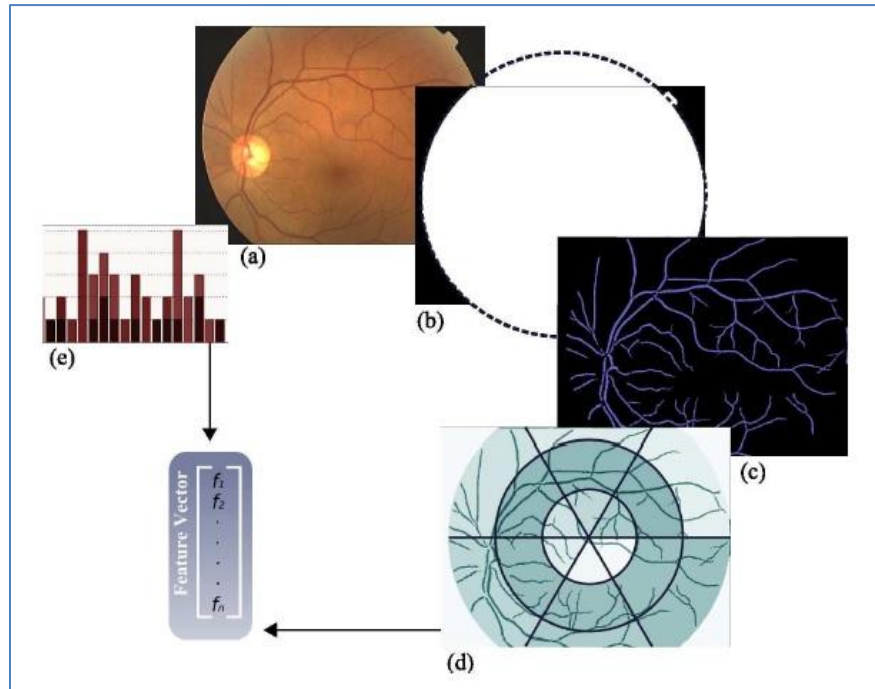 (a)
(b)
(e)
(c)
Feature Vector
f1
f2
.
.
.
.
fn
(d)